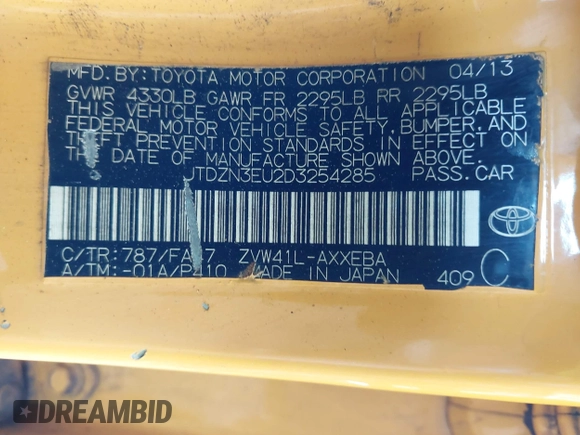 MFD. BY: TOYOTA MOTOR CORPORATION 04/13
GVWR 4330LB GAWR FR 2295LB RR 2295LB
THIS VEHICLE CONFORMS TO ALL APPLICABLE
FEDERAL MOTOR VEHICLE SAFETY, BUMPER, AND
THEFT PREVENTION STANDARDS IN EFFECT ON
THE DATE OF MANUFACTURE SHOWN ABOVE.
JTDZN3EU2D3254285 PASS. CAR
C/TR: 787/FA17 ZVW41L-AXXEBA
A/TM: -01A/P410 MADE IN JAPAN 409 C
DREAMBID